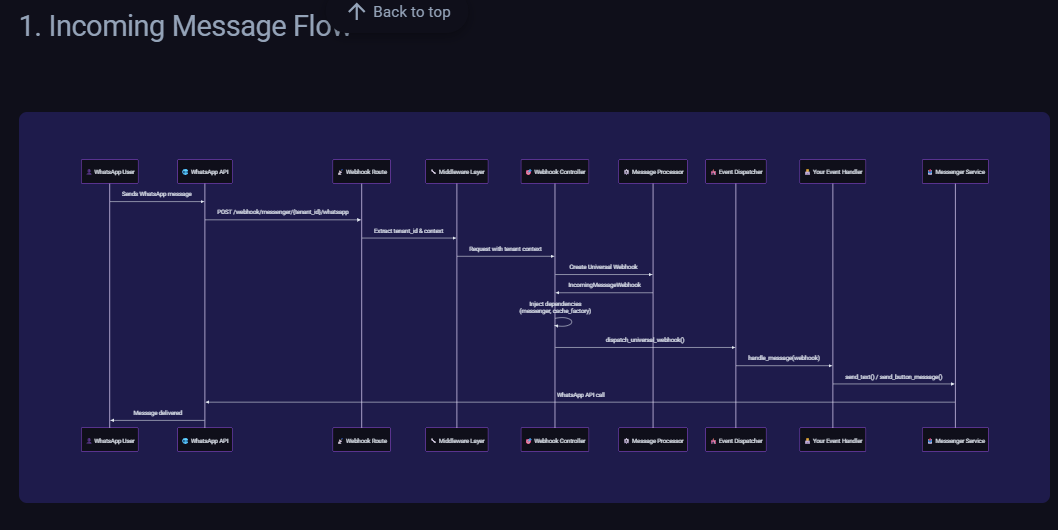 Back to top
1. Incoming Message Flow
WhatsApp User
WhatsApp API
Webhook Route
Middleware Layer
Webhook Controller
Message Processor
Event Dispatcher
Your Event Handler
Messenger Service
Sends WhatsApp message
POST /webhook/messenger/{tenant_id}/whatsapp
Extract tenant_id & context
Request with tenant context
Create Universal Webhook
IncomingMessageWebhook
Inject dependencies
(messenger, cache_factory)
dispatch_universal_webhook()
handle_message(webhook)
send_text() / send_button_message()
WhatsApp API call
Message delivered
WhatsApp User
WhatsApp API
Webhook Route
Middleware Layer
Webhook Controller
Message Processor
Event Dispatcher
Your Event Handler
Messenger Service